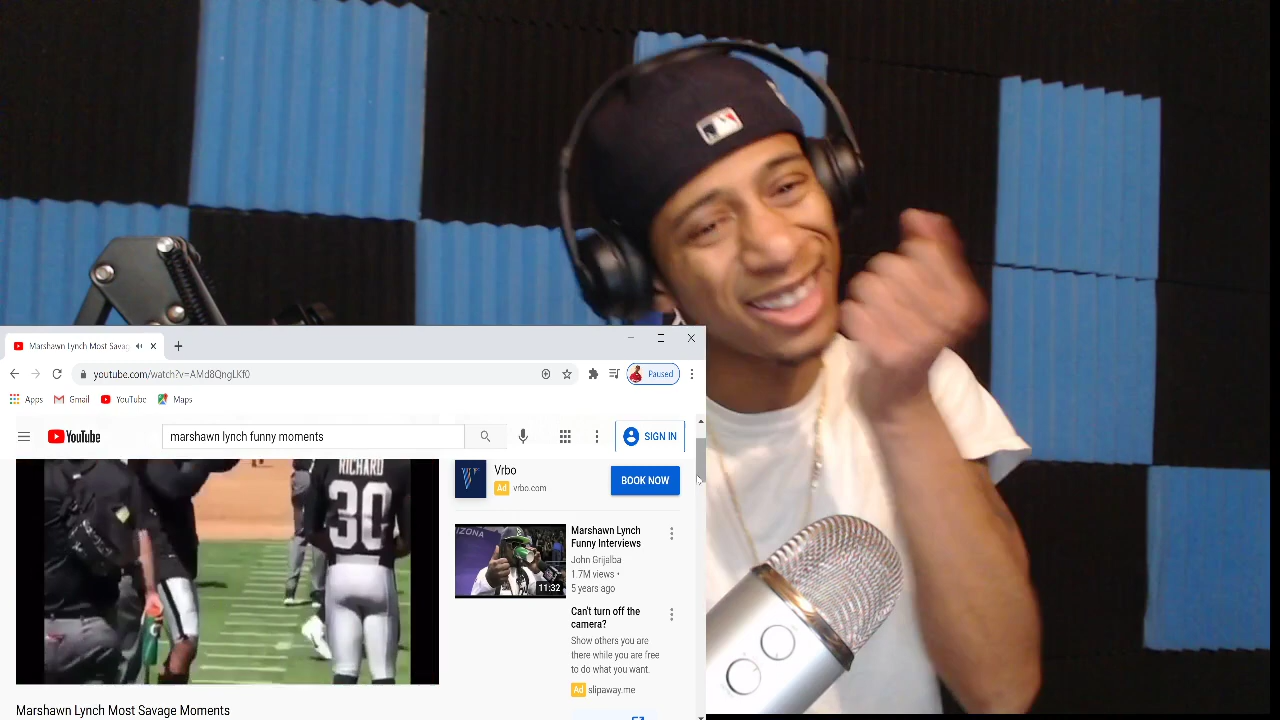 Marshawn Lynch Most Sava
youtube.com/watch?v=AMd8QngLKf0
Paused
Apps
Gmail
YouTube
Maps
YouTube
marshawn lynch funny moments
SIGN IN
RICHARD
30
Vrbo
Ad vrbo.com
BOOK NOW
IZONA
11:32
Marshawn Lynch
Funny Interviews
John Grijalba
1.7M views •
5 years ago
Can't turn off the
camera?
Show others you are
there while you are free
to do what you want.
Ad slipaway.me
Marshawn Lynch Most Savage Moments